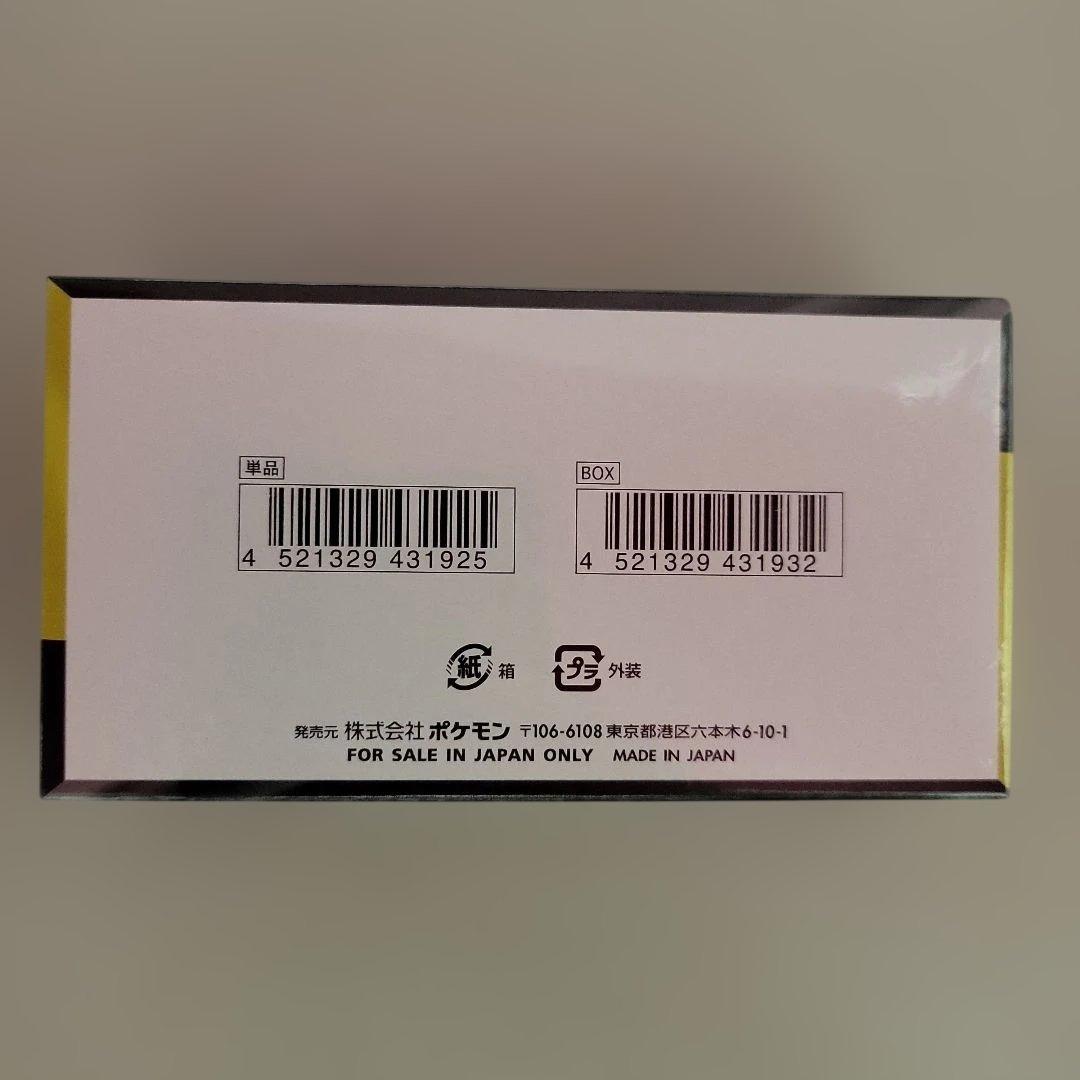 単品
4 521329 431925
BOX
4 521329 431932
紙 箱
プラ 外装
発売元 株式会社ポケモン 〒106-6108 東京都港区六本木6-10-1
FOR SALE IN JAPAN ONLY MADE IN JAPAN